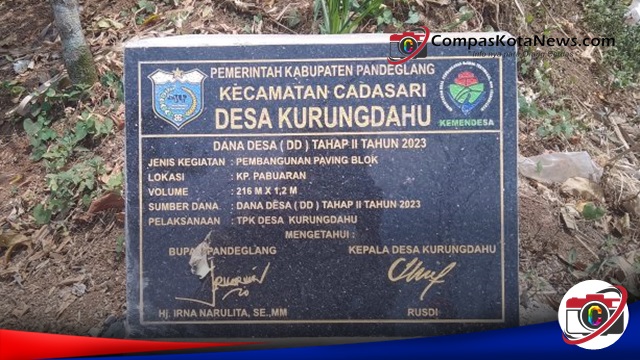 CompasKotaNews.com
PEMERINTAH KABUPATEN PANDEGLANG
KECAMATAN CADASARI
DESA KURUNGDAHU
KEMENDESA
DANA DESA ( DD ) TAHAP II TAHUN 2023
JENIS KEGIATAN : PEMBANGUNAN PAVING BLOK
LOKASI : KP. PABUARAN
VOLUME : 216 M X 1,2 M
SUMBER DANA : DANA DESA ( DD ) TAHAP II TAHUN 2023
PELAKSANAAN : TPK DESA KURUNGDAHU
MENGETAHUI :
BUPATI PANDEGLANG KEPALA DESA KURUNGDAHU
Hj. IRNA NARULITA, SE.,MM RUSDI